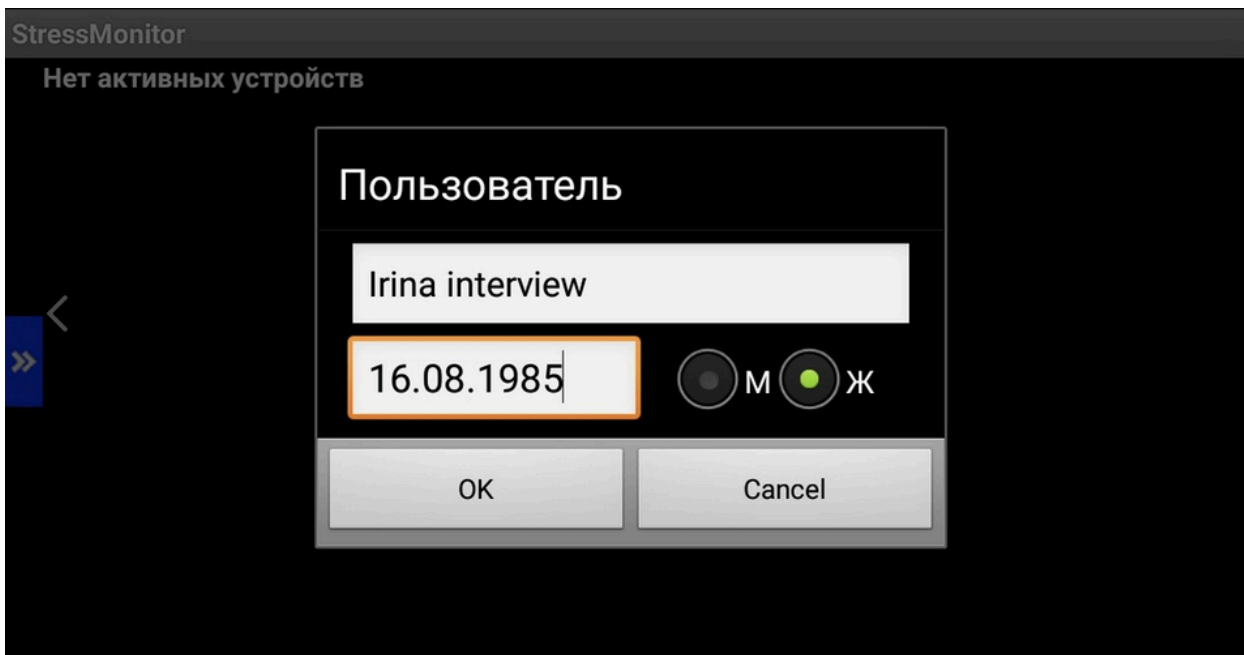 StressMonitor
Нет активных устройств
Пользователь
Irina interview
16.08.1985 М Ж
OK Cancel